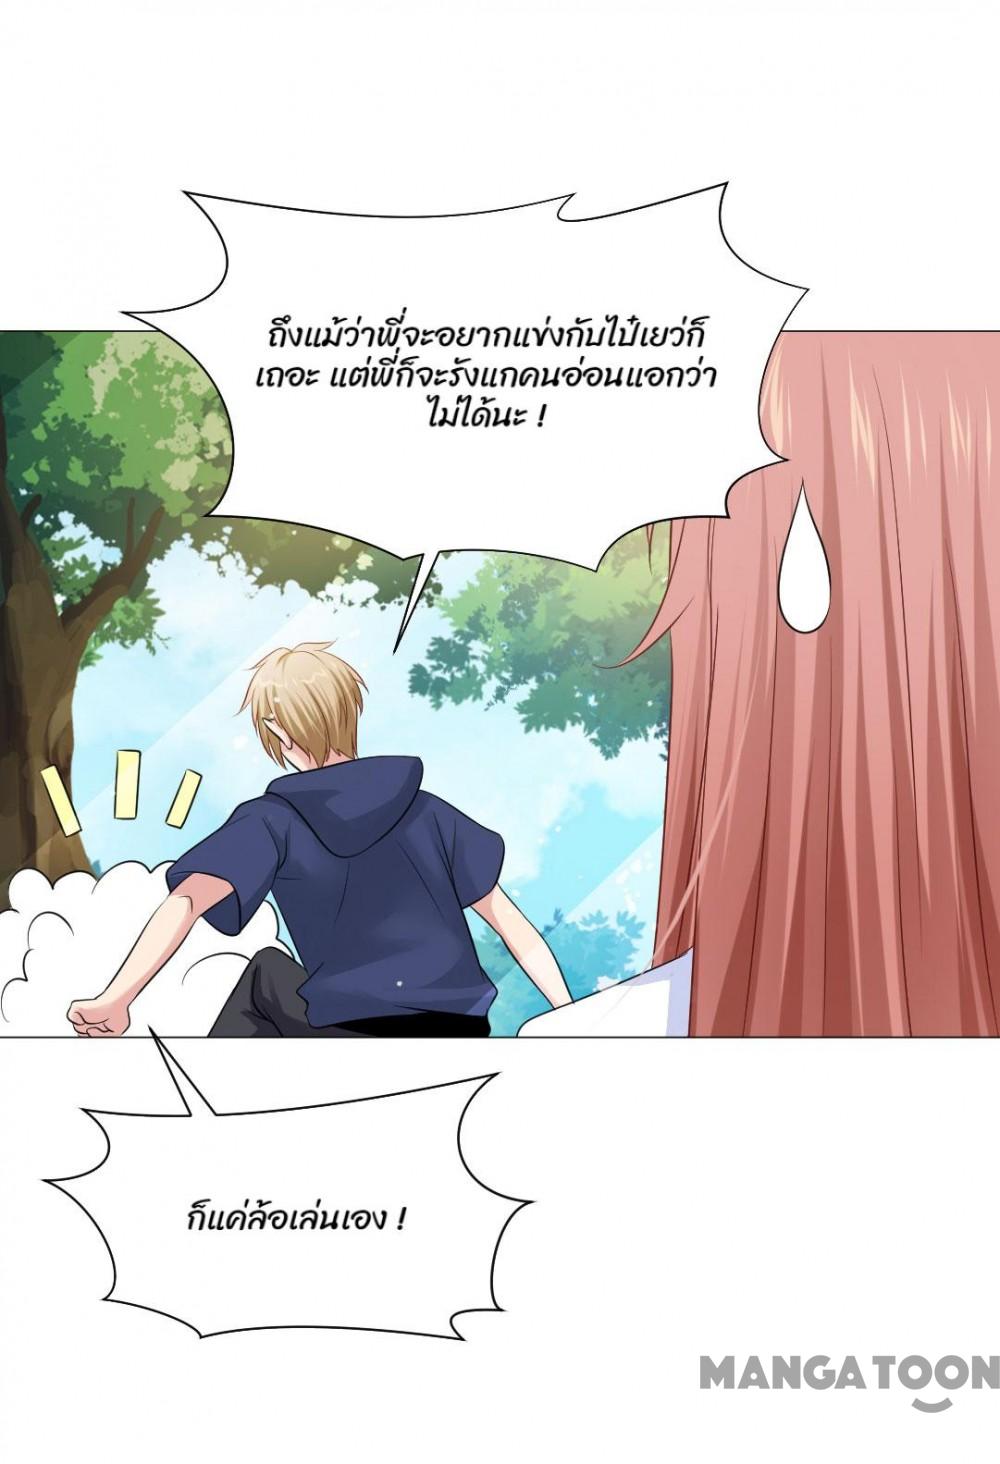 ถึงแม้ว่าพี่จะอยากแข่งกับไป๋เยว่ก็
เถอะ แต่พี่ก็จะรังแกคนอ่อนแอกว่า
ไม่ได้นะ !
ก็แค่ล้อเล่นเอง !
MANGATOON